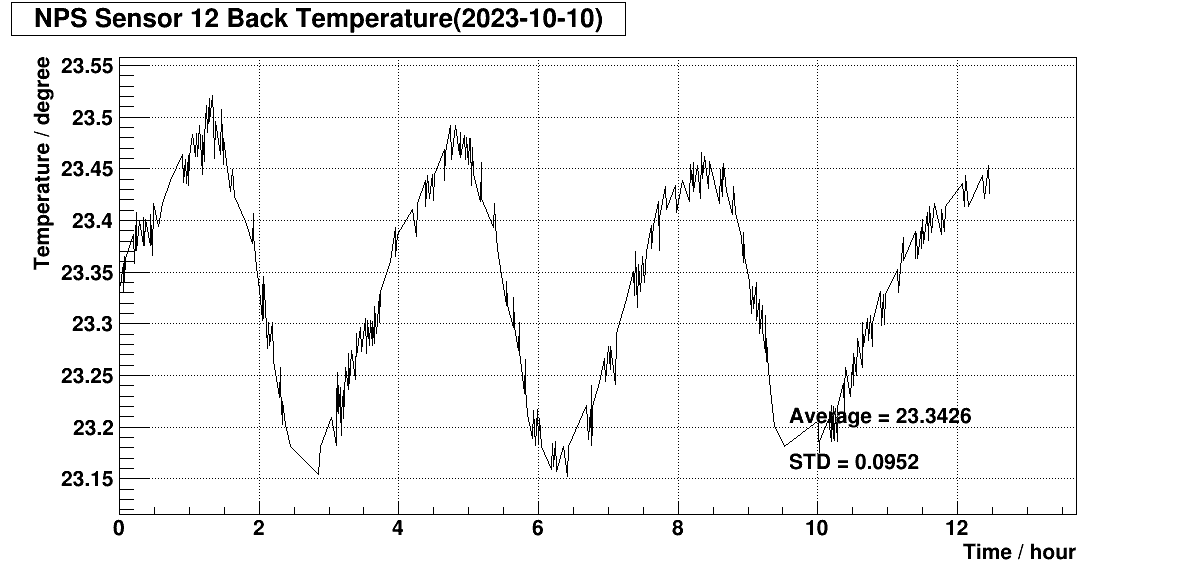 NPS Sensor 12 Back Temperature(2023-10-10)
Temperature / degree
23.55
23.5
23.45
23.4
23.35
23.3
23.25
23.2
23.15
Average = 23.3426
STD = 0.0952
0 2 4 6 8 10 12
Time / hour